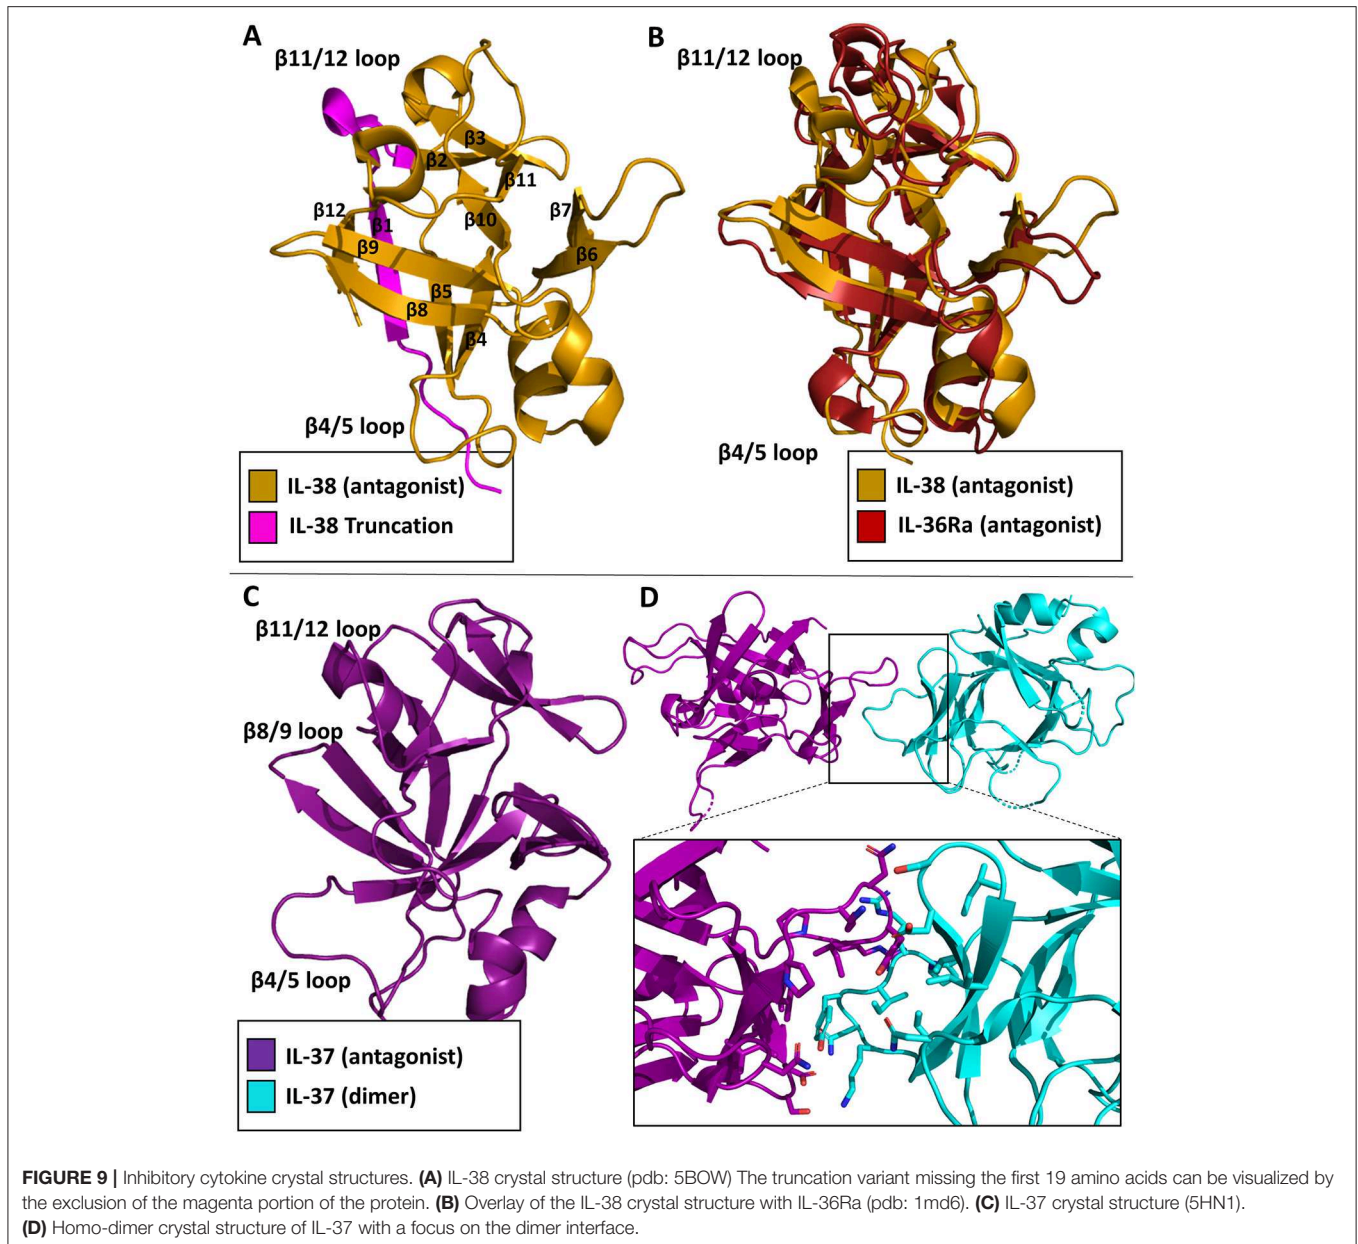 A
β11/12 loop
β3
β2
β11
β12
β1
β10
β7
β9
β6
β5
β8
β4
β4/5 loop
IL-38 (antagonist)
IL-38 Truncation
B
β11/12 loop
β4/5 loop
IL-38 (antagonist)
IL-36Ra (antagonist)
C
β11/12 loop
β8/9 loop
β4/5 loop
IL-37 (antagonist)
IL-37 (dimer)
D
FIGURE 9 | Inhibitory cytokine crystal structures. (A) IL-38 crystal structure (pdb: 5BOW) The truncation variant missing the first 19 amino acids can be visualized by
the exclusion of the magenta portion of the protein. (B) Overlay of the IL-38 crystal structure with IL-36Ra (pdb: 1md6). (C) IL-37 crystal structure (5HN1).
(D) Homo-dimer crystal structure of IL-37 with a focus on the dimer interface.